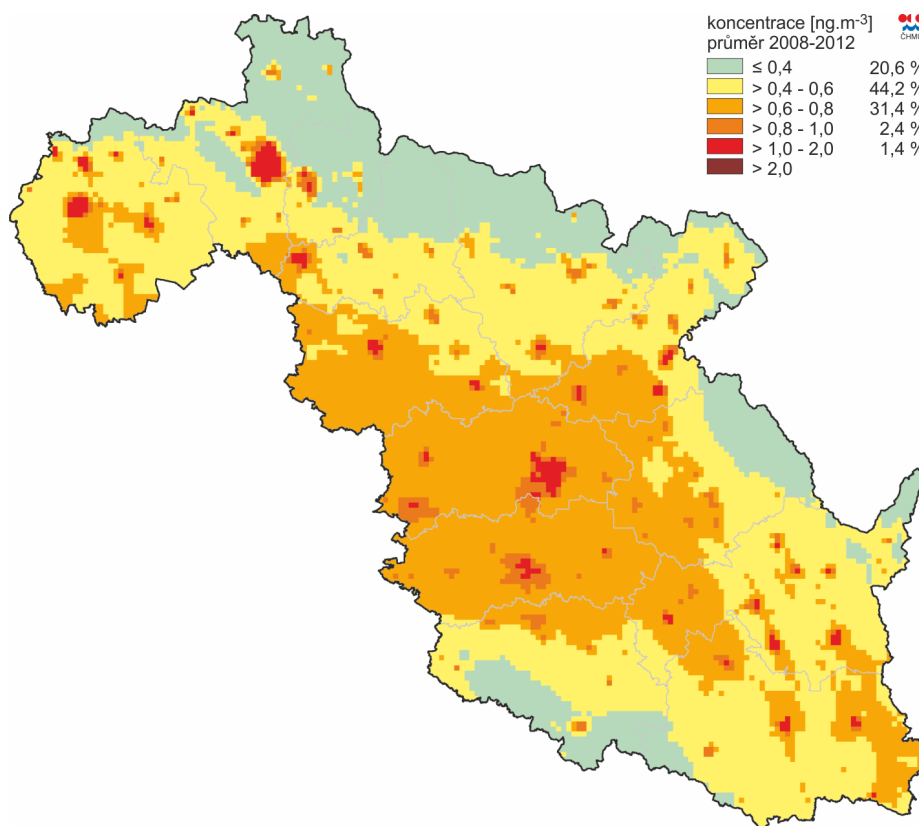 koncentrace [ng.m⁻³]
průměr 2008-2012
ČHMÚ
≤ 0,4 20,6 %
> 0,4 - 0,6 44,2 %
> 0,6 - 0,8 31,4 %
> 0,8 - 1,0 2,4 %
> 1,0 - 2,0 1,4 %
> 2,0